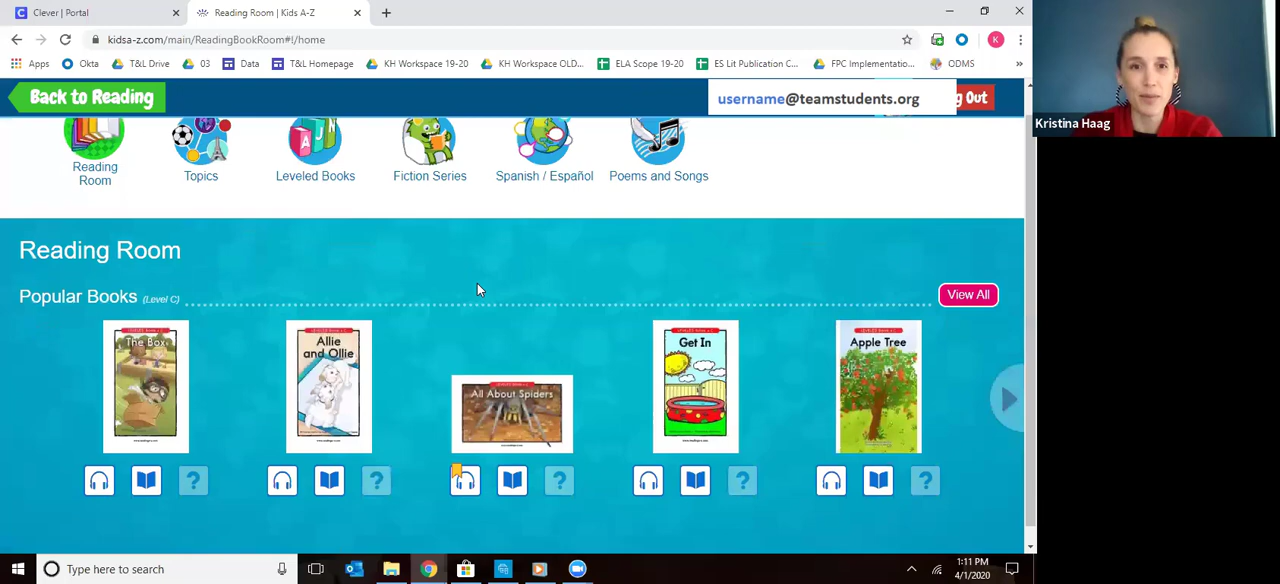 Clever | Portal
Reading Room | Kids A-Z
kidsa-z.com/main/ReadingBookRoom#!/home
Apps Okta T&L Drive 03 Data T&L Homepage KH Workspace 19-20 KH Workspace OLD... ELA Scope 19-20 ES Lit Publication C... FPC Implementation... ODMS
K
Back to Reading
username@teamstudents.org
g Out
Kristina Haag
Reading Room
Topics
Leveled Books
Fiction Series
Spanish / Español
Poems and Songs
Reading Room
Popular Books (Level C)
View All
The Box
Allie and Ollie
All About Spiders
Get In
Apple Tree
Type here to search
1:11 PM
4/1/2020